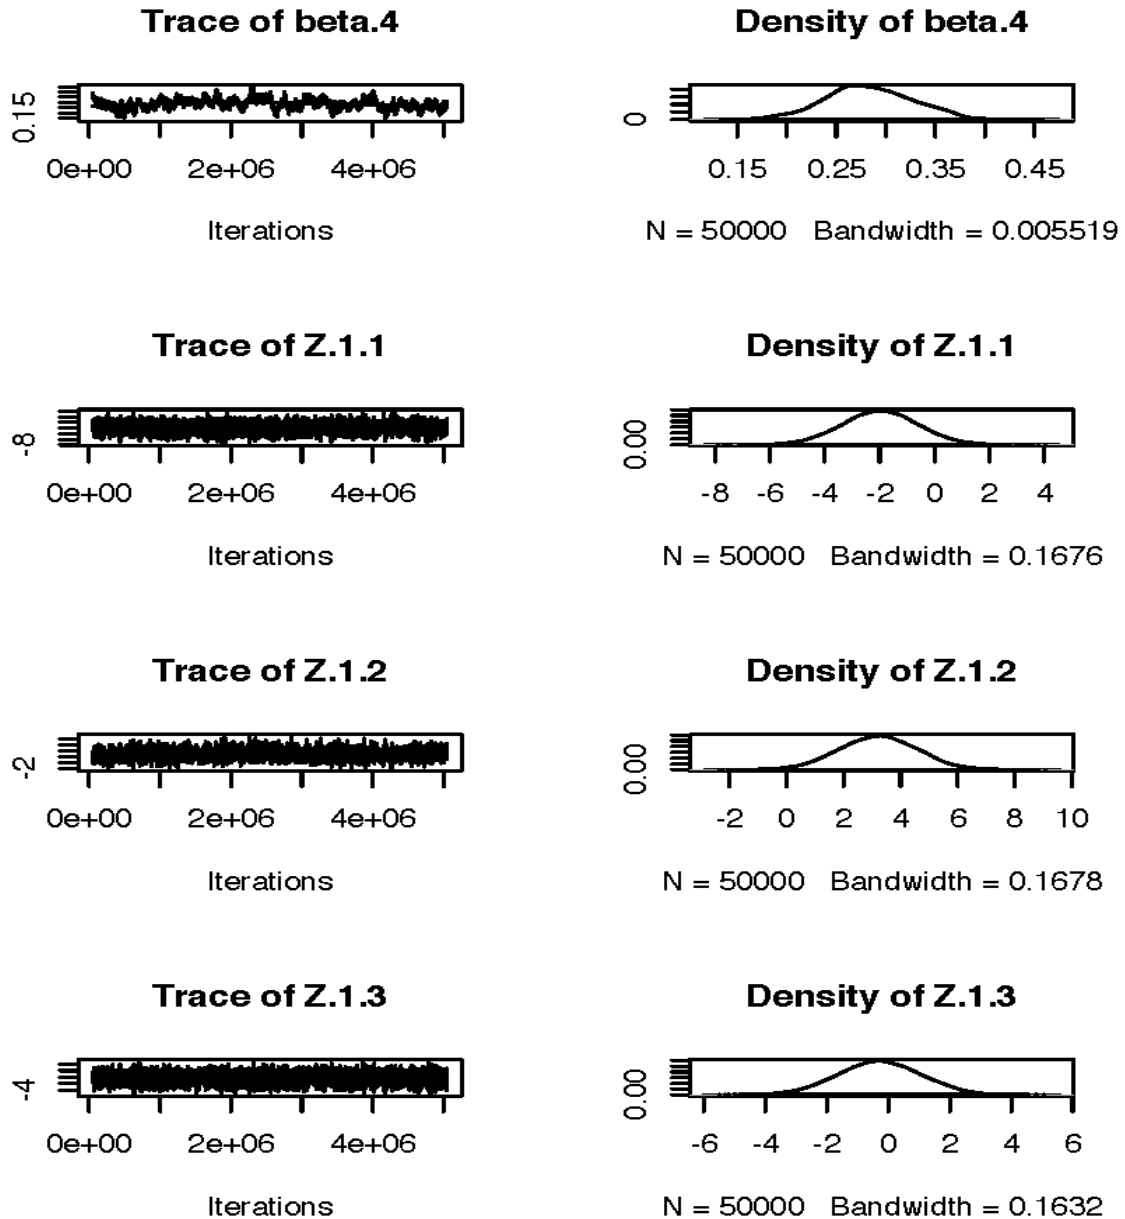 Trace of beta.4
Density of beta.4
0.15
0
0e+00 2e+06 4e+06
0.15 0.25 0.35 0.45
Iterations
N = 50000 Bandwidth = 0.005519
Trace of Z.1.1
Density of Z.1.1
-8
0.00
0e+00 2e+06 4e+06
-8 -6 -4 -2 0 2 4
Iterations
N = 50000 Bandwidth = 0.1676
Trace of Z.1.2
Density of Z.1.2
-2
0.00
0e+00 2e+06 4e+06
-2 0 2 4 6 8 10
Iterations
N = 50000 Bandwidth = 0.1678
Trace of Z.1.3
Density of Z.1.3
-4
0.00
0e+00 2e+06 4e+06
-6 -4 -2 0 2 4 6
Iterations
N = 50000 Bandwidth = 0.1632